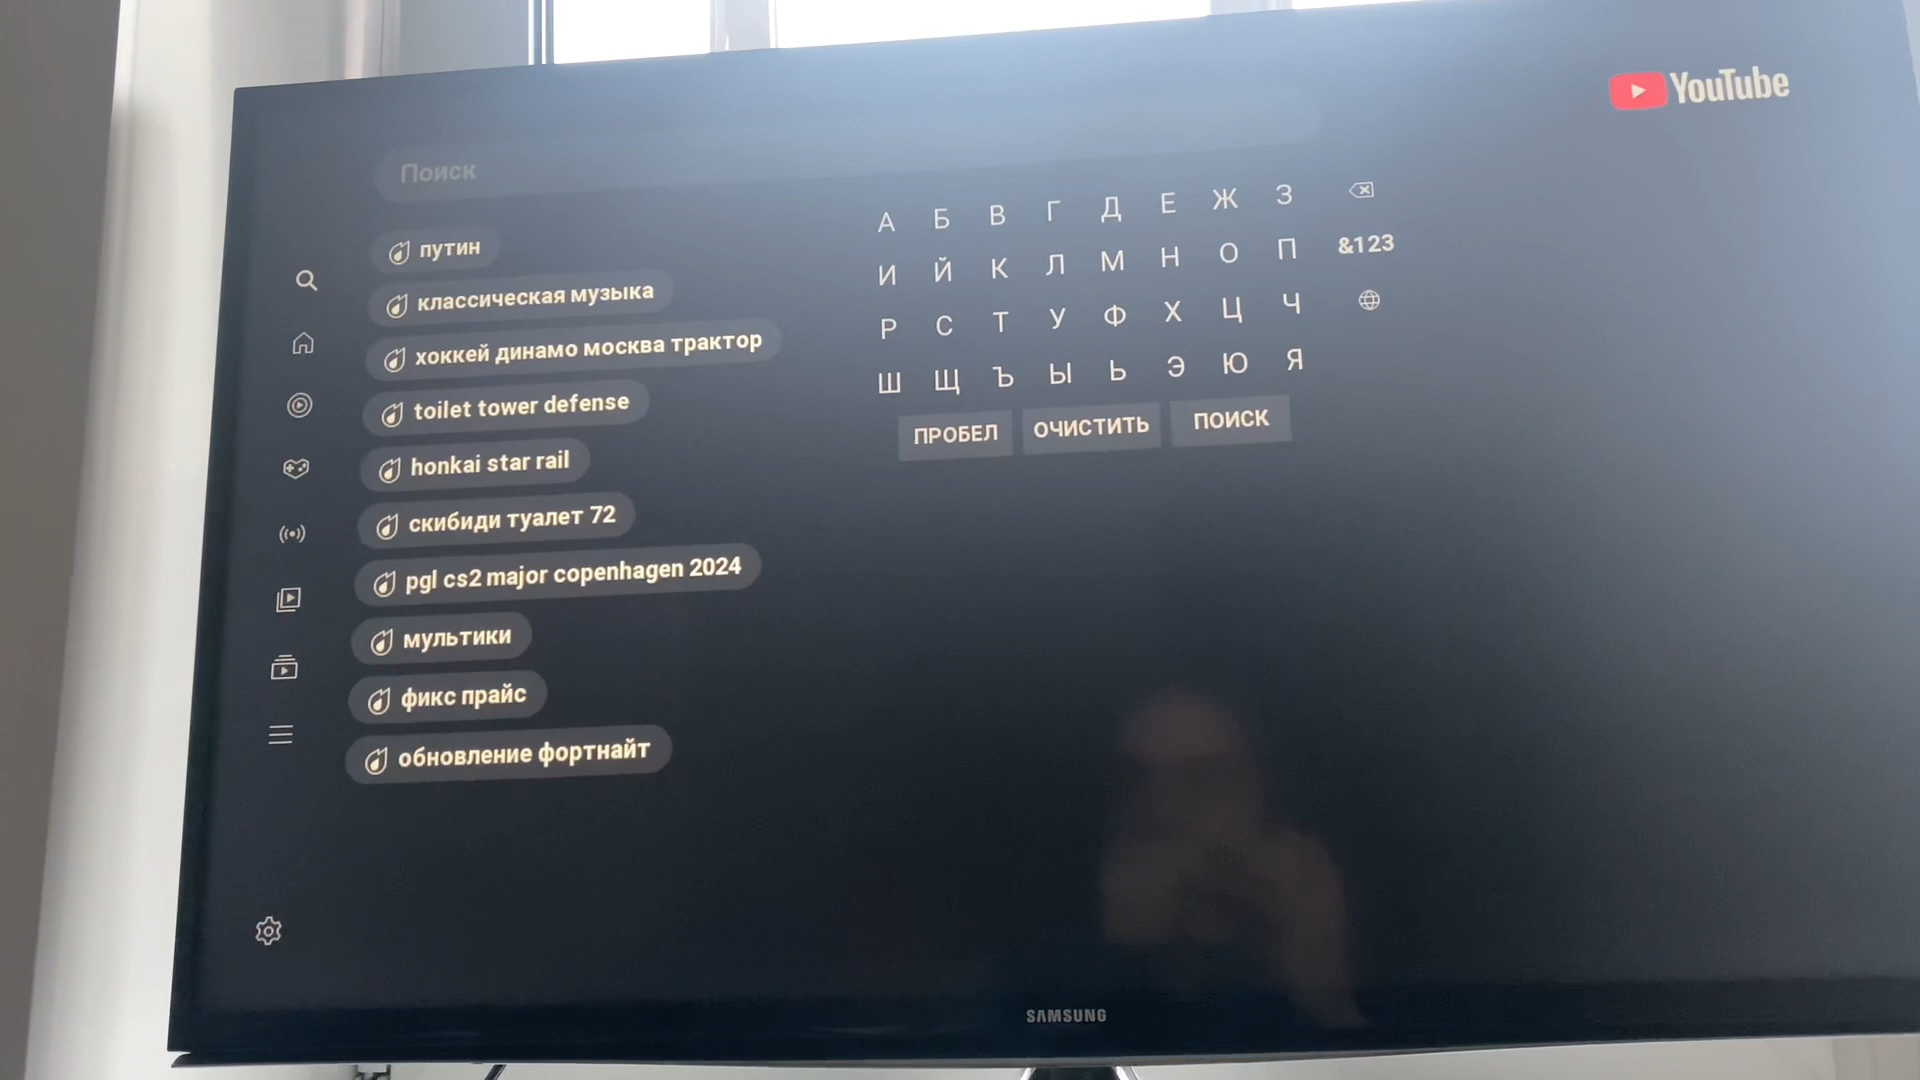 YouTube
Поиск
путин
классическая музыка
хоккей динамо москва трактор
toilet tower defense
honkai star rail
скибиди туалет 72
pgl cs2 major copenhagen 2024
мультики
фикс прайс
обновление фортнайт
А Б В Г Д Е Ж З
И Й К Л М Н О П &123
Р С Т У Ф Х Ц Ч
Ш Щ Ъ Ы Ь Э Ю Я
ПРОБЕЛ ОЧИСТИТЬ ПОИСК
SAMSUNG